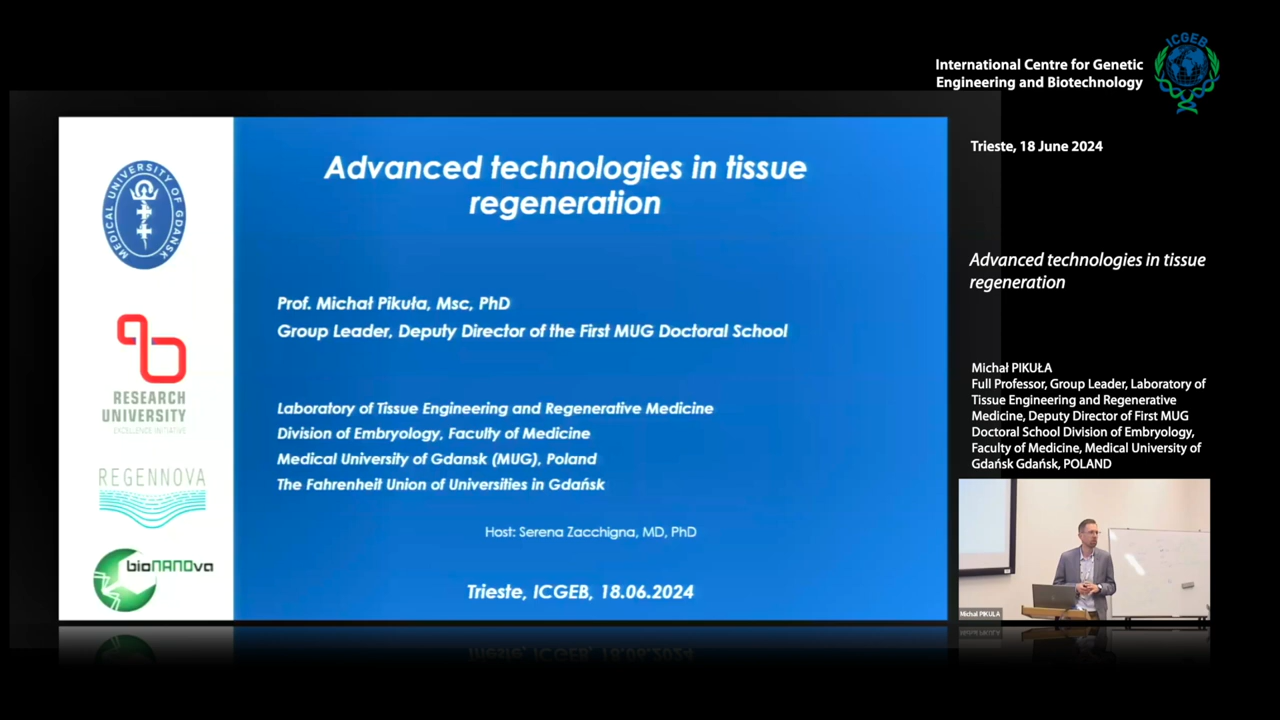 International Centre for Genetic
Engineering and Biotechnology
ICGEB
Trieste, 18 June 2024
Advanced technologies in tissue
regeneration
Michał PIKUŁA
Full Professor, Group Leader, Laboratory of
Tissue Engineering and Regenerative
Medicine, Deputy Director of First MUG
Doctoral School Division of Embryology,
Faculty of Medicine, Medical University of
Gdańsk Gdańsk, POLAND
Michał PIKUŁA
MEDICAL UNIVERSITY OF GDAŃSK
RESEARCH
UNIVERSITY
EXCELLENCE INITIATIVE
REGENNOVA
bioNANOva
Advanced technologies in tissue
regeneration
Prof. Michał Pikuła, Msc, PhD
Group Leader, Deputy Director of the First MUG Doctoral School
Laboratory of Tissue Engineering and Regenerative Medicine
Division of Embryology, Faculty of Medicine
Medical University of Gdansk (MUG), Poland
The Fahrenheit Union of Universities in Gdańsk
Host: Serena Zacchigna, MD, PhD
Trieste, ICGEB, 18.06.2024